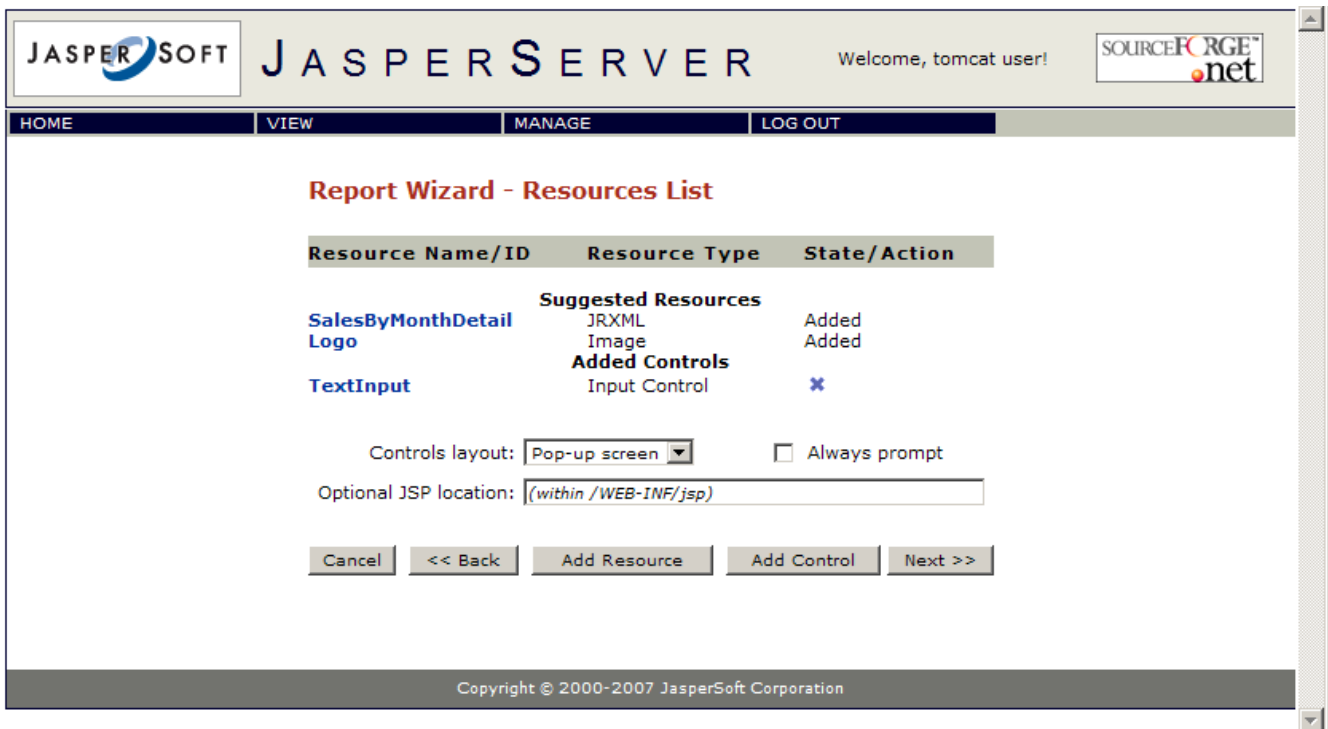 JASPERSOFT JASPERSERVER Welcome, tomcat user! SOURCEFORGE™ .net
HOME VIEW MANAGE LOG OUT
Report Wizard - Resources List
Resource Name/ID Resource Type State/Action
Suggested Resources
SalesByMonthDetail JRXML Added
Logo Image Added
Added Controls
TextInput Input Control
Controls layout: Pop-up screen Always prompt
Optional JSP location: (within /WEB-INF/jsp)
Cancel << Back Add Resource Add Control Next >>
Copyright © 2000-2007 JasperSoft Corporation